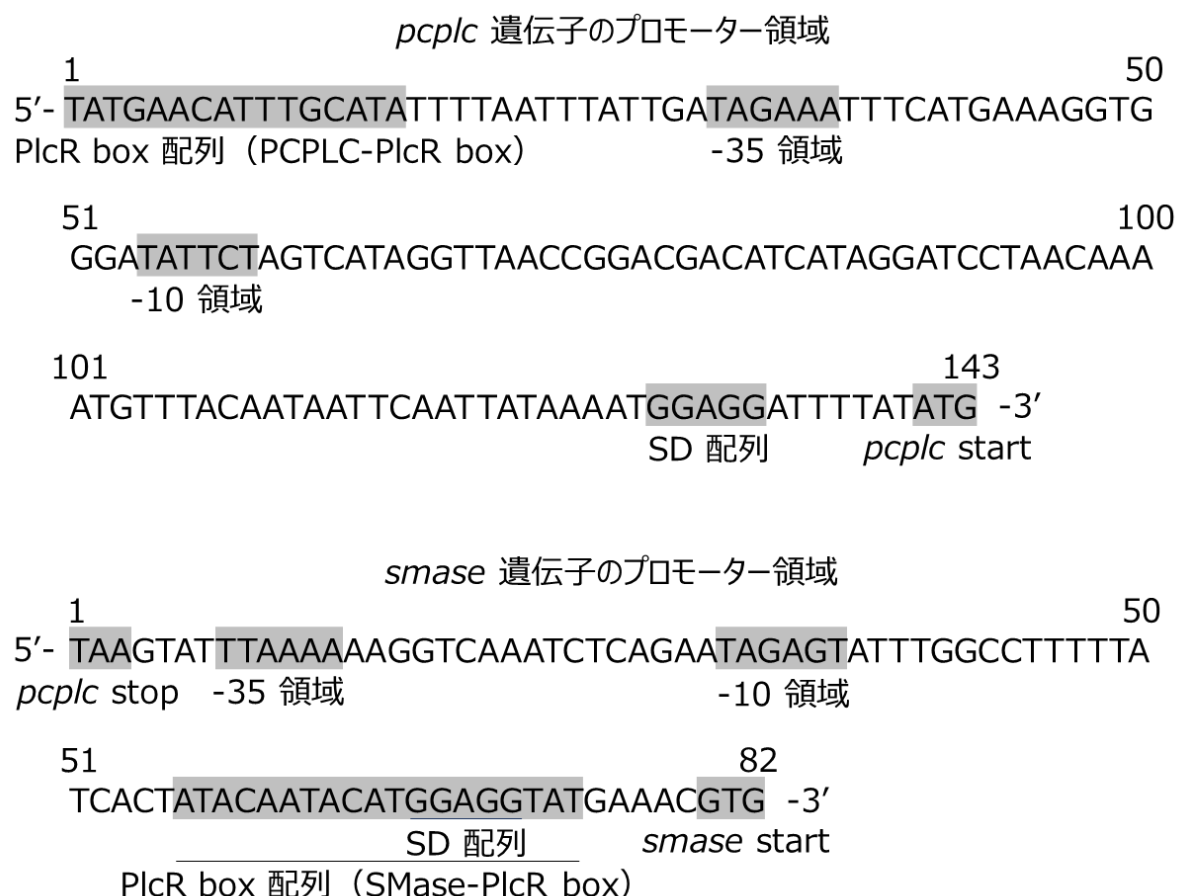 pcplc 遺伝子のプロモーター領域
1 50
5′- TATGAACATTTGCATATTTTAATTTATTGATAGAAATTTCATGAAAGGTG
PlcR box 配列（PCPLC-PlcR box） -35 領域
51 100
GGATATTCTAGTCATAGGTTAACCGGACGACATCATAGGATCCTAACAAA
-10 領域
101 143
ATGTTTACAATAATTCAATTATAAAATGGAGGATTTTATATG -3′
SD 配列 pcplc start
smase 遺伝子のプロモーター領域
1 50
5′- TAAGTATTTAAAAAAGGTCAAATCTCAGAATAGAGTATTTGGCCTTTTTA
pcplc stop -35 領域 -10 領域
51 82
TCACTATACAATACATGGAGGTATGAAACGTG -3′
SD 配列 smase start
PlcR box 配列（SMase-PlcR box）